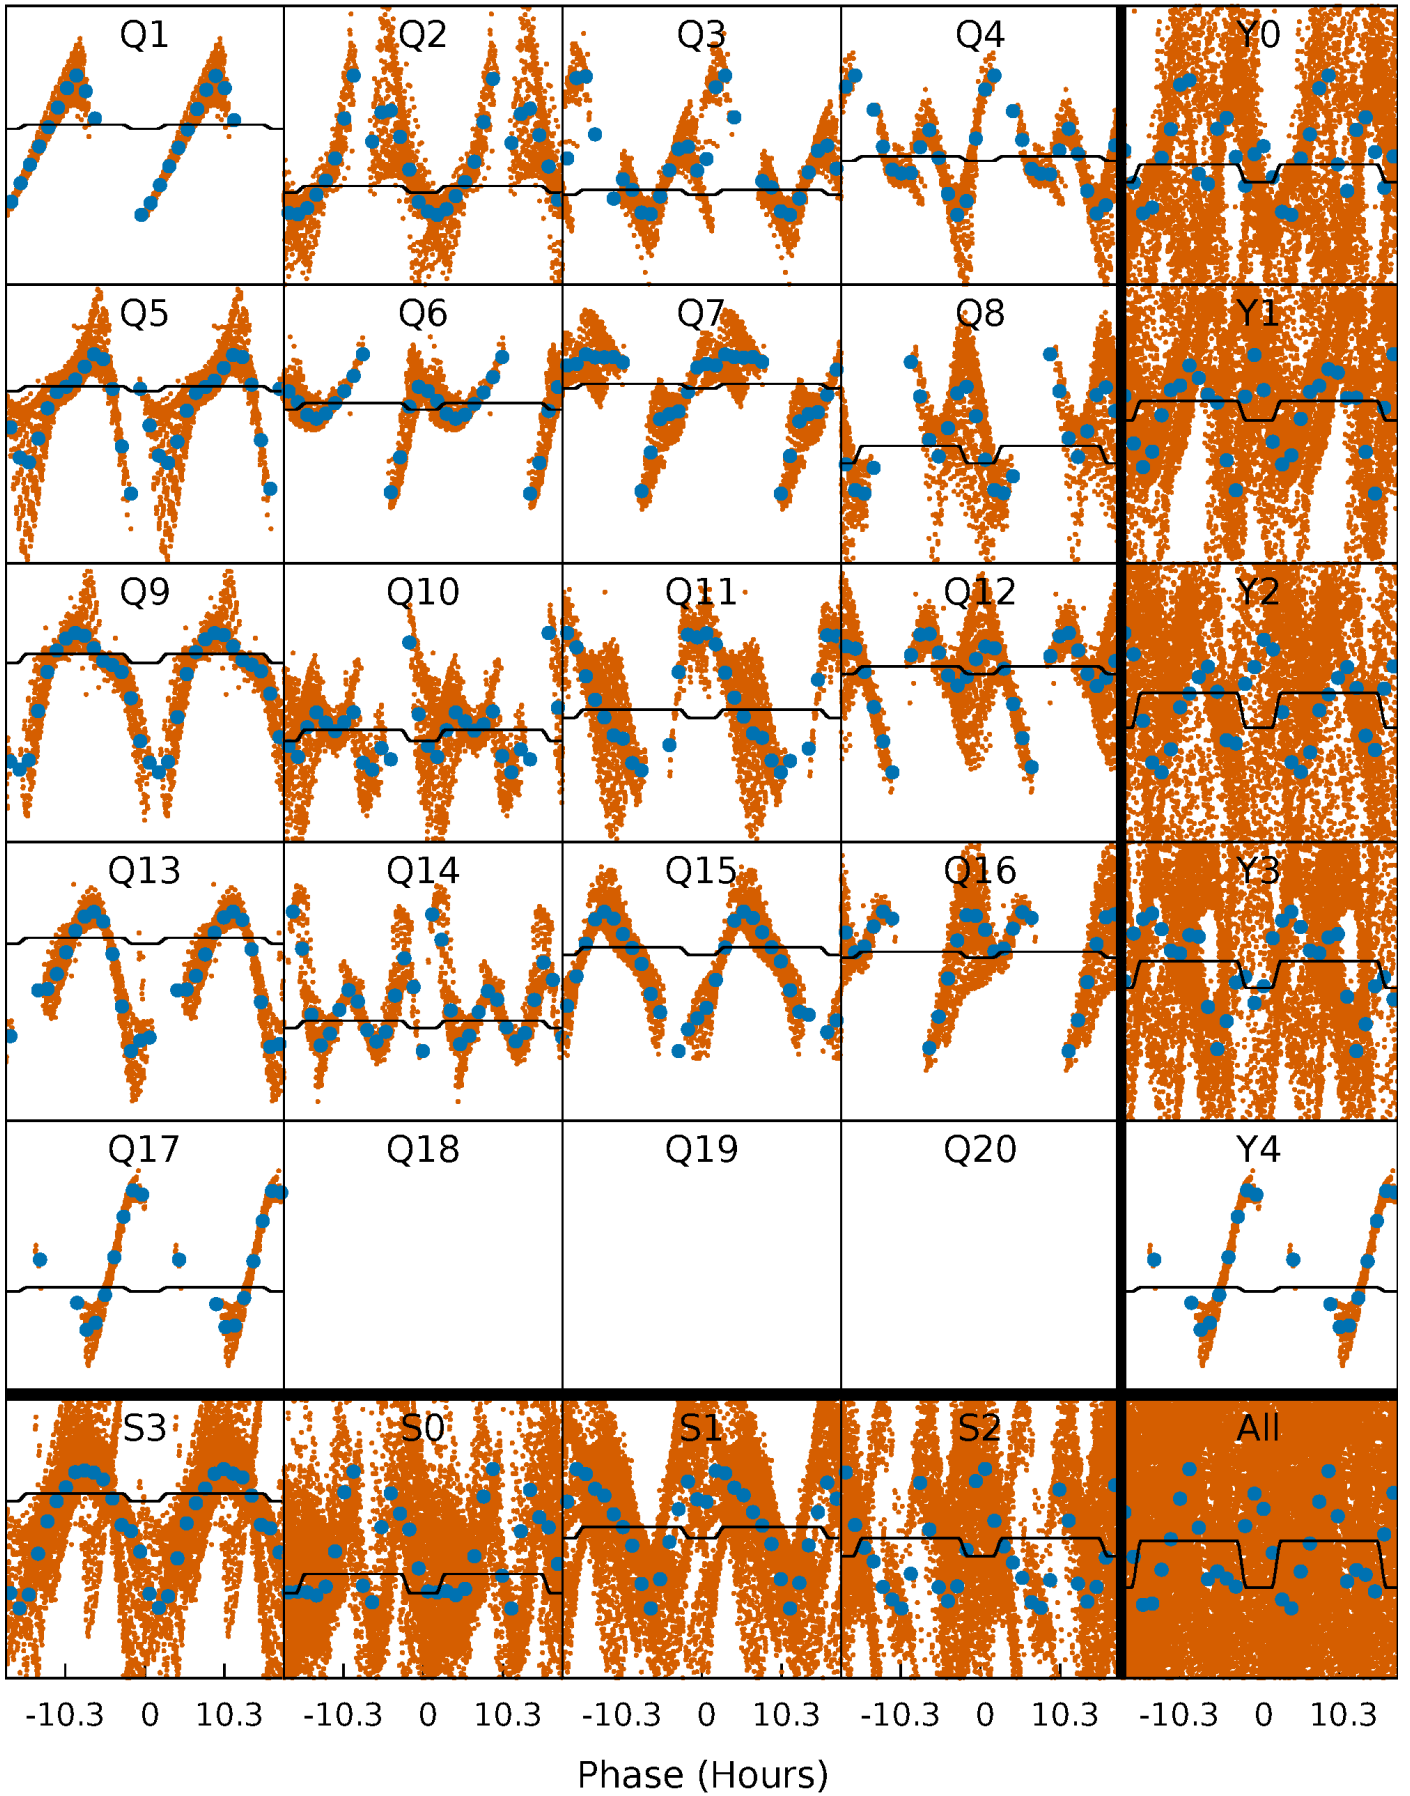 Q1 Q2 Q3 Q4 Y0
Q5 Q6 Q7 Q8 Y1
Q9 Q10 Q11 Q12 Y2
Q13 Q14 Q15 Q16 Y3
Q17 Q18 Q19 Q20 Y4
S3 S0 S1 S2 All
-10.3 0 10.3 -10.3 0 10.3 -10.3 0 10.3 -10.3 0 10.3 -10.3 0 10.3
Phase (Hours)